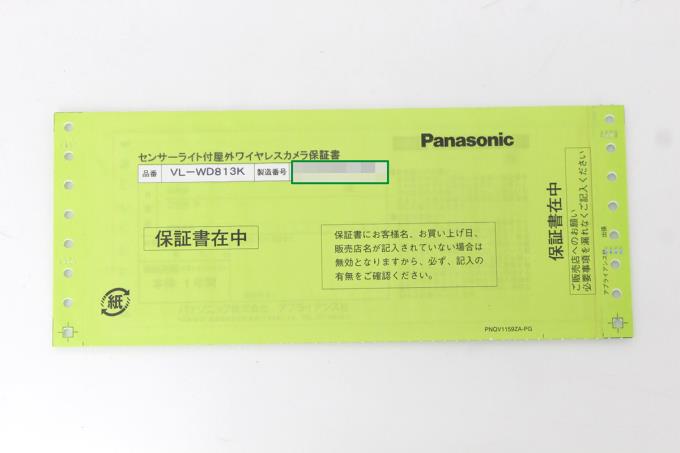 Panasonic
センサーライト付屋外ワイヤレスカメラ保証書
品番 VL-WD813K 製造番号
保証書在中
保証書にお客様名、お買い上げ日、
販売店名が記入されていない場合は
無効となりますから、必ず、記入の
有無をご確認ください。
紙
PNQV1159ZA-PG
保証書在中
ご販売店へのお願い
必要事項を漏れなくご記入ください